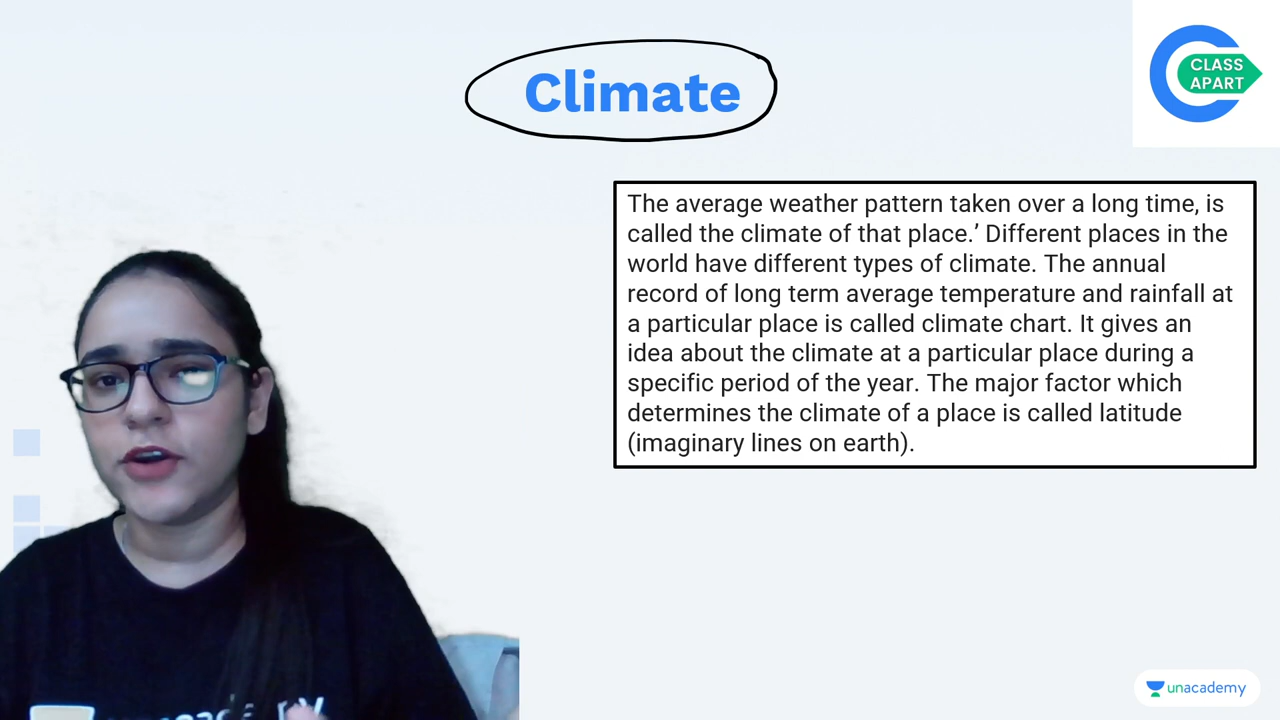 Climate
CLASS
APART
The average weather pattern taken over a long time, is
called the climate of that place.’ Different places in the
world have different types of climate. The annual
record of long term average temperature and rainfall at
a particular place is called climate chart. It gives an
idea about the climate at a particular place during a
specific period of the year. The major factor which
determines the climate of a place is called latitude
(imaginary lines on earth).
unacademy